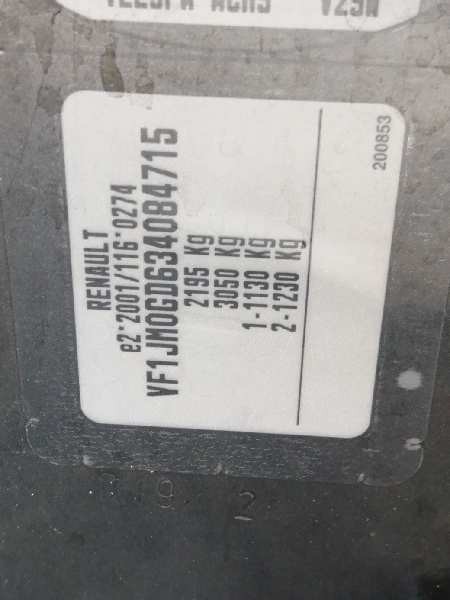 RENAULT
e2*2001/116*0274
VF1JM0GD634084715
2195 Kg
3050 Kg
1-1130 Kg
2-1230 Kg
200853